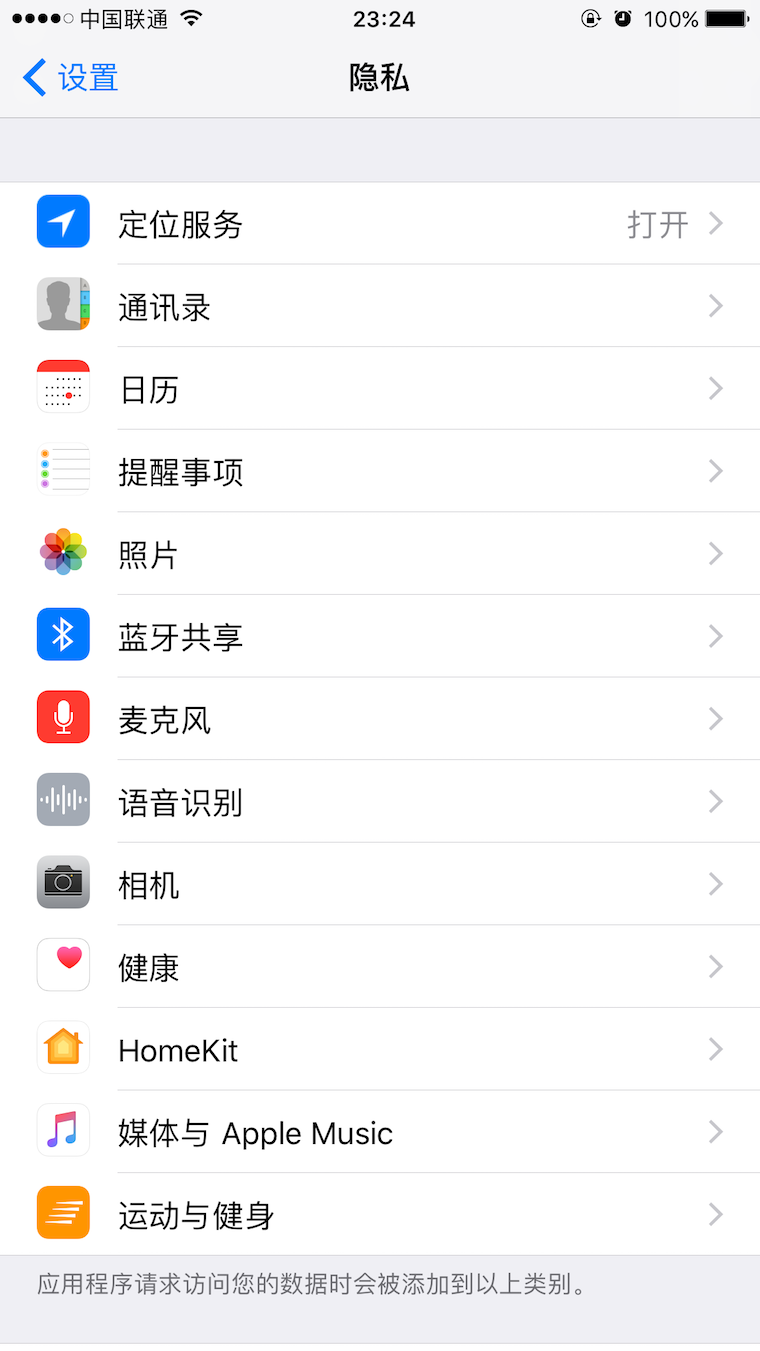 中国联通 23:24 100%
设置 隐私
定位服务 打开
通讯录
日历
提醒事项
照片
蓝牙共享
麦克风
语音识别
相机
健康
HomeKit
媒体与 Apple Music
运动与健身
应用程序请求访问您的数据时会被添加到以上类别。